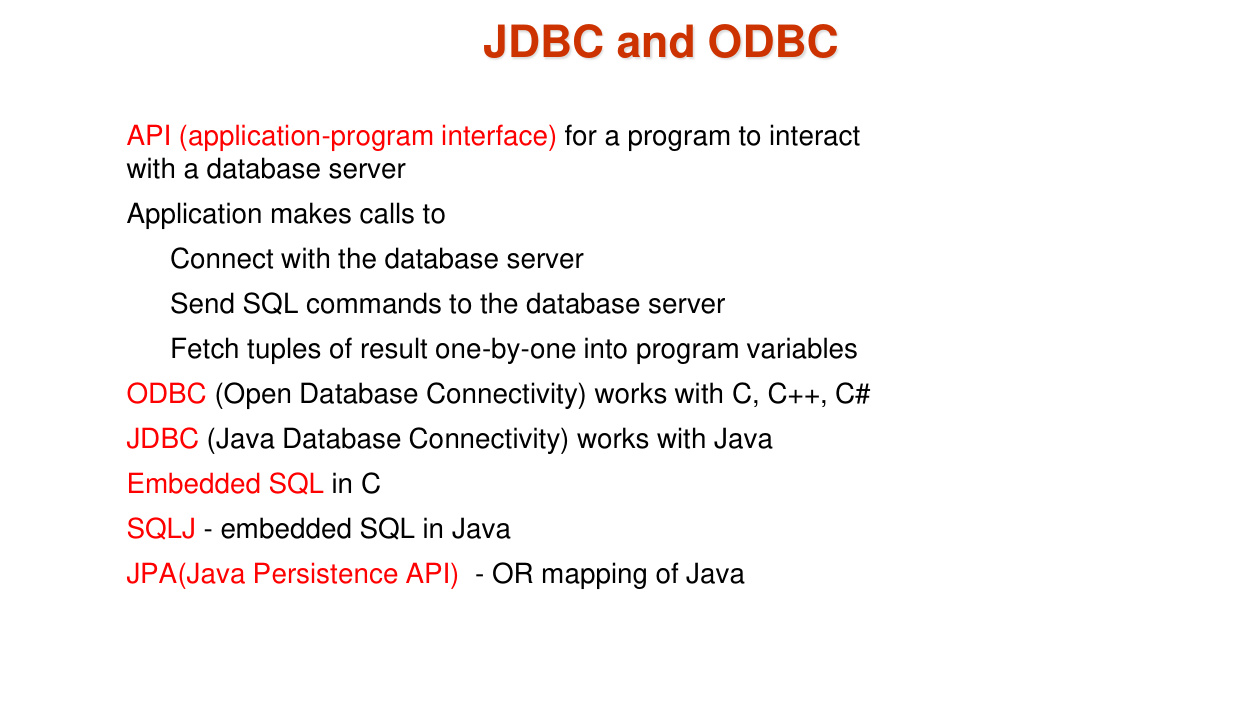 JDBC and ODBC
API (application-program interface) for a program to interact
with a database server
Application makes calls to
Connect with the database server
Send SQL commands to the database server
Fetch tuples of result one-by-one into program variables
ODBC (Open Database Connectivity) works with C, C++, C#
JDBC (Java Database Connectivity) works with Java
Embedded SQL in C
SQLJ - embedded SQL in Java
JPA(Java Persistence API)  - OR mapping of Java